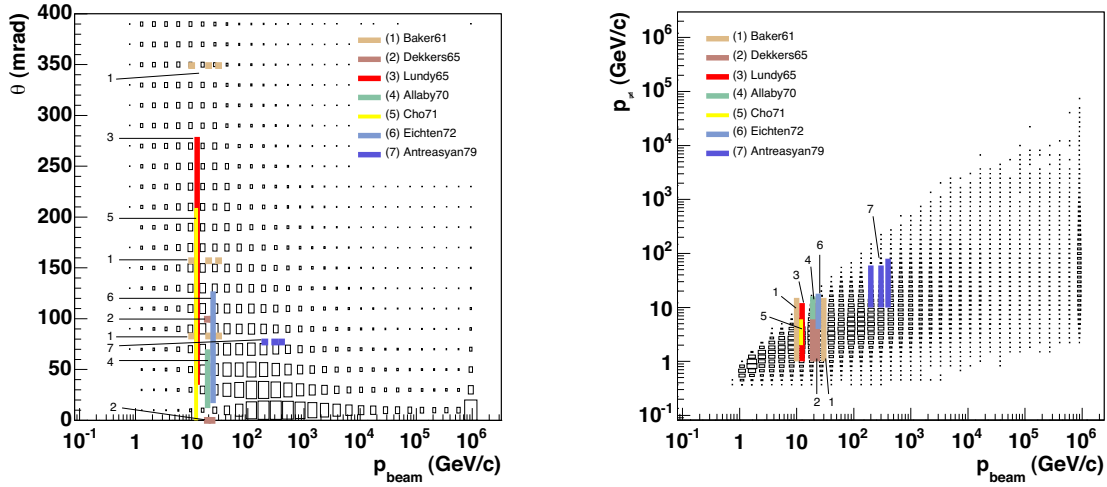 θ (mrad)
400
350
300
250
200
150
100
50
0
1
3
5
1
6
2
1
7
4
2
(1) Baker61
(2) Dekkers65
(3) Lundy65
(4) Allaby70
(5) Cho71
(6) Eichten72
(7) Antreasyan79
10^-1 1 10 10^2 10^3 10^4 10^5 10^6
p_beam (GeV/c)
(GeV/c)
10^6
10^5
10^4
10^3
10^2
10
1
10^-1
(1) Baker61
(2) Dekkers65
(3) Lundy65
(4) Allaby70
(5) Cho71
(6) Eichten72
(7) Antreasyan79
7
6
4
3
1
5
2
1
10^-1 1 10 10^2 10^3 10^4 10^5 10^6
p_beam (GeV/c)